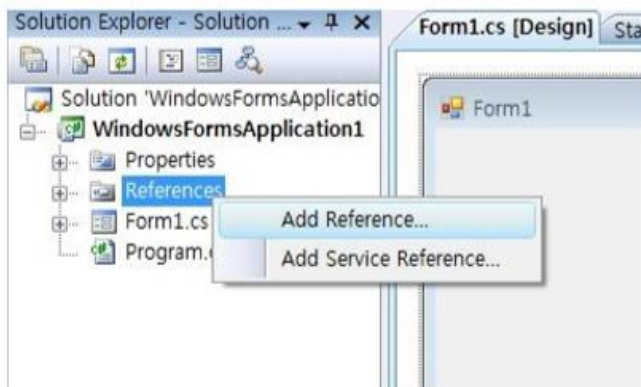 Solution Explorer - Solution ...
Form1.cs [Design]
Solution 'WindowsFormsApplicatio
WindowsFormsApplication1
Properties
References
Form1.cs
Program.
Add Reference...
Add Service Reference...
Form1